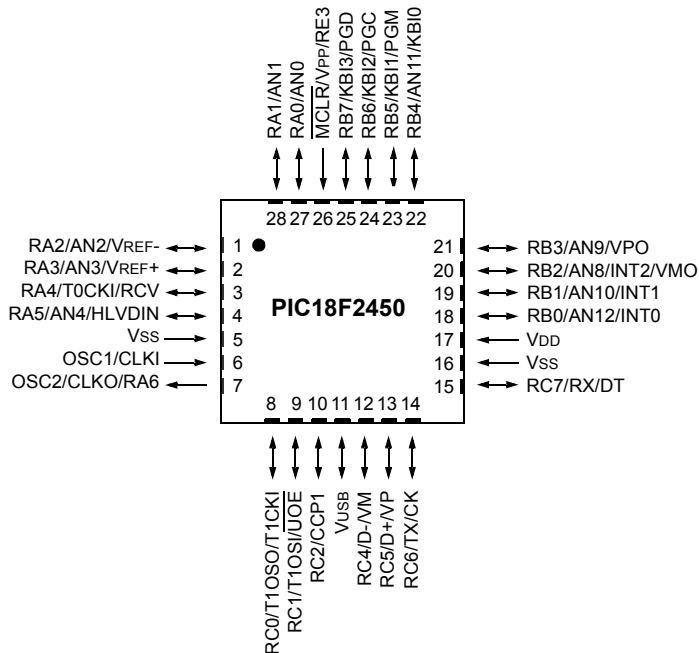 RA1/AN1
RA0/AN0
MCLR/VPP/RE3
RB7/KBI3/PGD
RB6/KBI2/PGC
RB5/KBI1/PGM
RB4/AN11/KBI0
28 27 26 25 24 23 22
RA2/AN2/VREF-
RA3/AN3/VREF+
RA4/T0CKI/RCV
RA5/AN4/HLVDIN
VSS
OSC1/CLKI
OSC2/CLKO/RA6
1
2
3
4
5
6
7
PIC18F2450
21
20
19
18
17
16
15
RB3/AN9/VPO
RB2/AN8/INT2/VMO
RB1/AN10/INT1
RB0/AN12/INT0
VDD
VSS
RC7/RX/DT
8 9 10 11 12 13 14
RC0/T1OSO/T1CKI
RC1/T1OSI/UOE
RC2/CCP1
VUSB
RC4/D-/VM
RC5/D+/VP
RC6/TX/CK